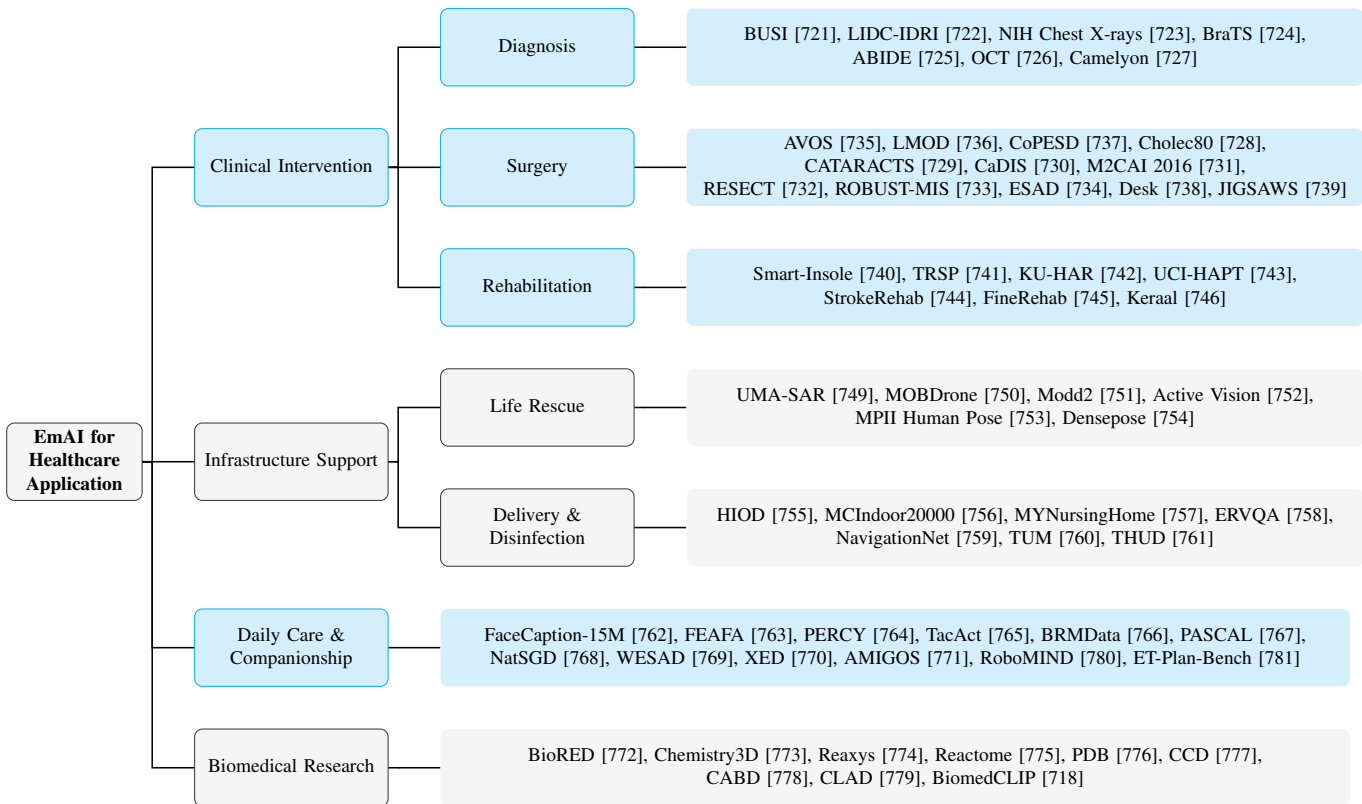 Diagnosis
BUSI [721], LIDC-IDRI [722], NIH Chest X-rays [723], BraTS [724],
ABIDE [725], OCT [726], Camelyon [727]
Clinical Intervention
Surgery
AVOS [735], LMOD [736], CoPESD [737], Cholec80 [728],
CATARACTS [729], CaDIS [730], M2CAI 2016 [731],
RESECT [732], ROBUST-MIS [733], ESAD [734], Desk [738], JIGSAWS [739]
Rehabilitation
Smart-Insole [740], TRSP [741], KU-HAR [742], UCI-HAPT [743],
StrokeRehab [744], FineRehab [745], Keraal [746]
EmAI for
Healthcare
Application
Infrastructure Support
Life Rescue
UMA-SAR [749], MOBDrone [750], Modd2 [751], Active Vision [752],
MPII Human Pose [753], Densepose [754]
Delivery &
Disinfection
HIOD [755], MCIndoor20000 [756], MYNursingHome [757], ERVQA [758],
NavigationNet [759], TUM [760], THUD [761]
Daily Care &
Companionship
FaceCaption-15M [762], FEAFA [763], PERCY [764], TacAct [765], BRMData [766], PASCAL [767],
NatSGD [768], WESAD [769], XED [770], AMIGOS [771], RoboMIND [780], ET-Plan-Bench [781]
Biomedical Research
BioRED [772], Chemistry3D [773], Reaxys [774], Reactome [775], PDB [776], CCD [777],
CABD [778], CLAD [779], BiomedCLIP [718]